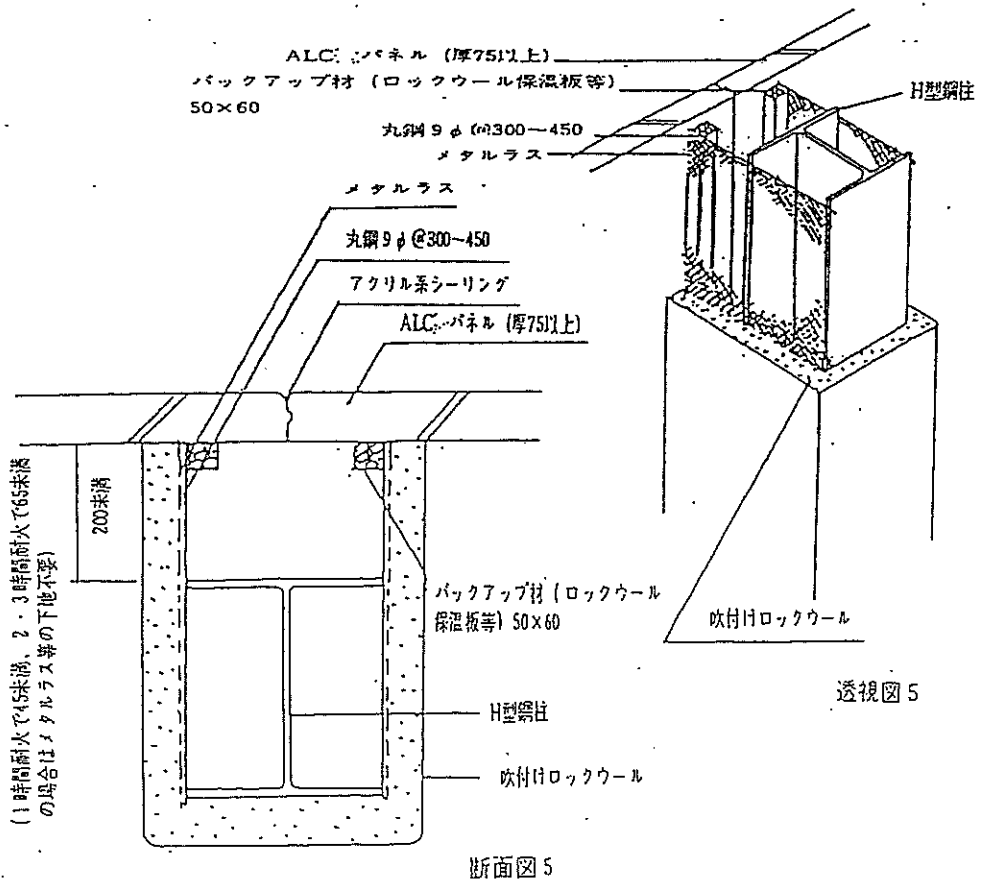 ALC パネル (厚75以上)
バックアップ材 (ロックウール保温板等)
50×60
丸鋼 9 φ @300~450
メタルラス
H型鋼柱
メタルラス
丸鋼 9 φ @300~450
アクリル系シーリング
ALC パネル (厚75以上)
200未満
(1時間耐火で45未満、2・3時間耐火で65未満
の場合はメタルラス等の下地不要)
バックアップ材 (ロックウール
保温板等) 50×60
H型鋼柱
吹付けロックウール
断面図 5
吹付けロックウール
透視図 5